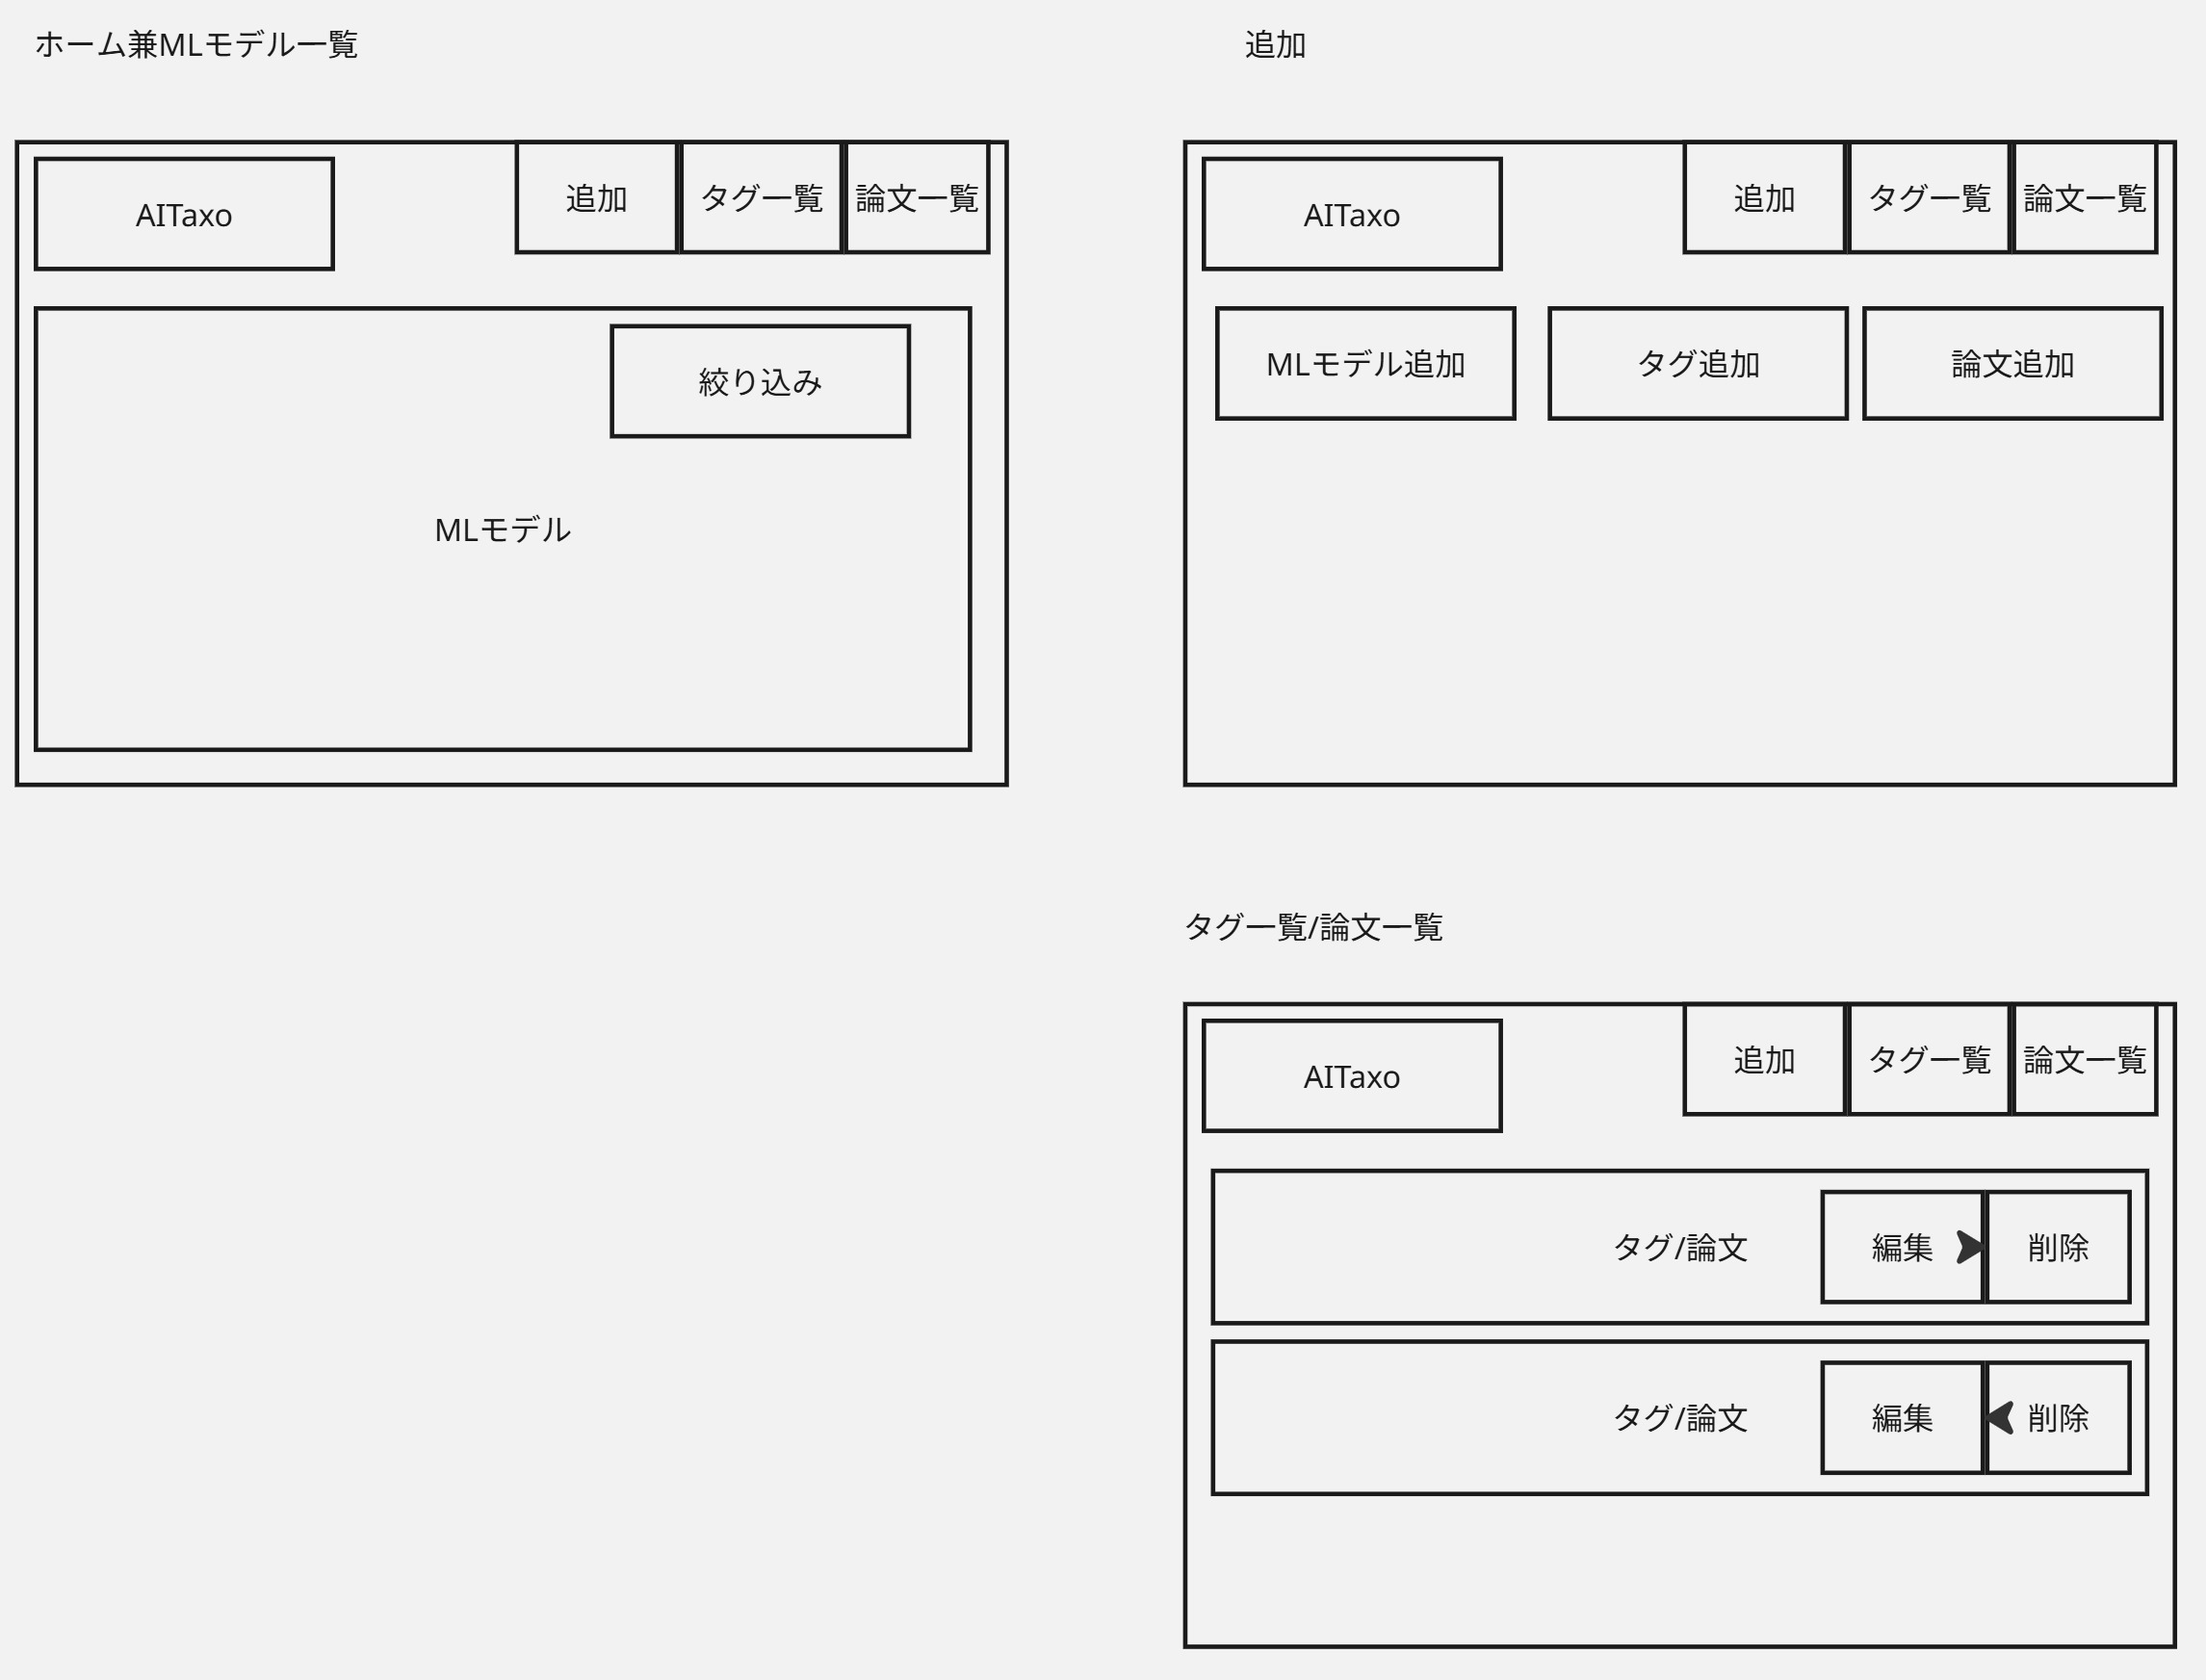 ホーム兼MLモデル一覧
AITaxo
追加
タグ一覧
論文一覧
絞り込み
MLモデル
追加
AITaxo
追加
タグ一覧
論文一覧
MLモデル追加
タグ追加
論文追加
タグ一覧/論文一覧
AITaxo
追加
タグ一覧
論文一覧
タグ/論文
編集
削除
タグ/論文
編集
削除